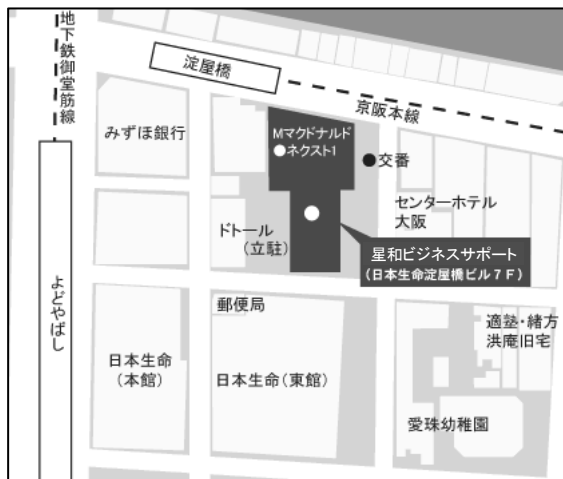 地下鉄御堂筋線
淀屋橋
京阪本線
みずほ銀行
Mマクドナルド
ネクスト1
交番
センターホテル
大阪
ドトール
(立駐)
星和ビジネスサポート
(日本生命淀屋橋ビル7F)
よどやばし
郵便局
日本生命
(本館)
日本生命(東館)
適塾・緒方
洪庵旧宅
愛珠幼稚園